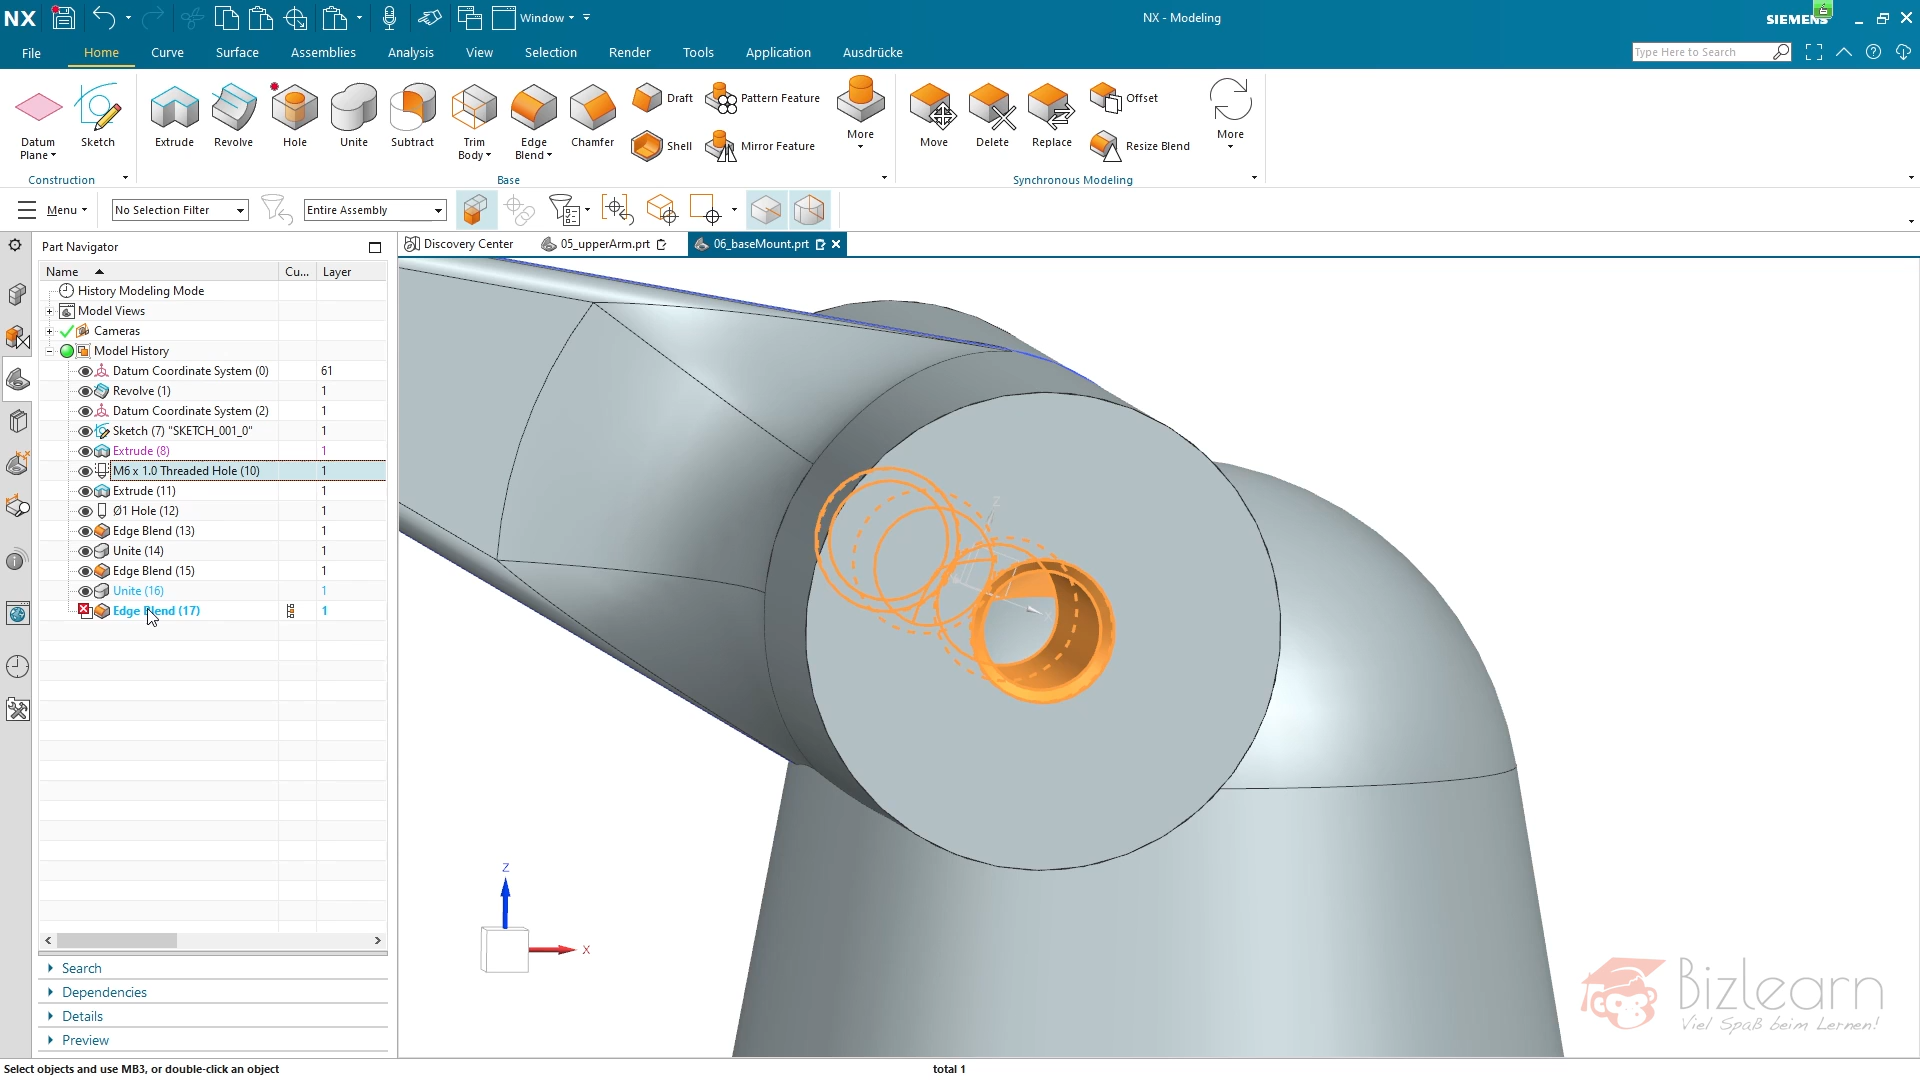 NX
Window
NX - Modeling
SIEMENS
File
Home
Curve
Surface
Assemblies
Analysis
View
Selection
Render
Tools
Application
Ausdrücke
Type Here to Search
Datum Plane
Sketch
Extrude
Revolve
Hole
Unite
Subtract
Trim Body
Edge Blend
Chamfer
Draft
Shell
Pattern Feature
Mirror Feature
More
Move
Delete
Replace
Offset
Resize Blend
More
Construction
Base
Synchronous Modeling
Menu
No Selection Filter
Entire Assembly
Part Navigator
Discovery Center
05_upperArm.prt
06_baseMount.prt
Name
Cu...
Layer
History Modeling Mode
Model Views
Cameras
Model History
Datum Coordinate System (0) 61
Revolve (1) 1
Datum Coordinate System (2) 1
Sketch (7) "SKETCH_001_0" 1
Extrude (8) 1
M6 x 1.0 Threaded Hole (10) 1
Extrude (11) 1
Ø1 Hole (12) 1
Edge Blend (13) 1
Unite (14) 1
Edge Blend (15) 1
Unite (16) 1
Edge Blend (17) 1
Z
Z
X
Search
Dependencies
Details
Preview
Bizlearn
Viel Spaß beim Lernen!
Select objects and use MB3, or double-click an object
total 1